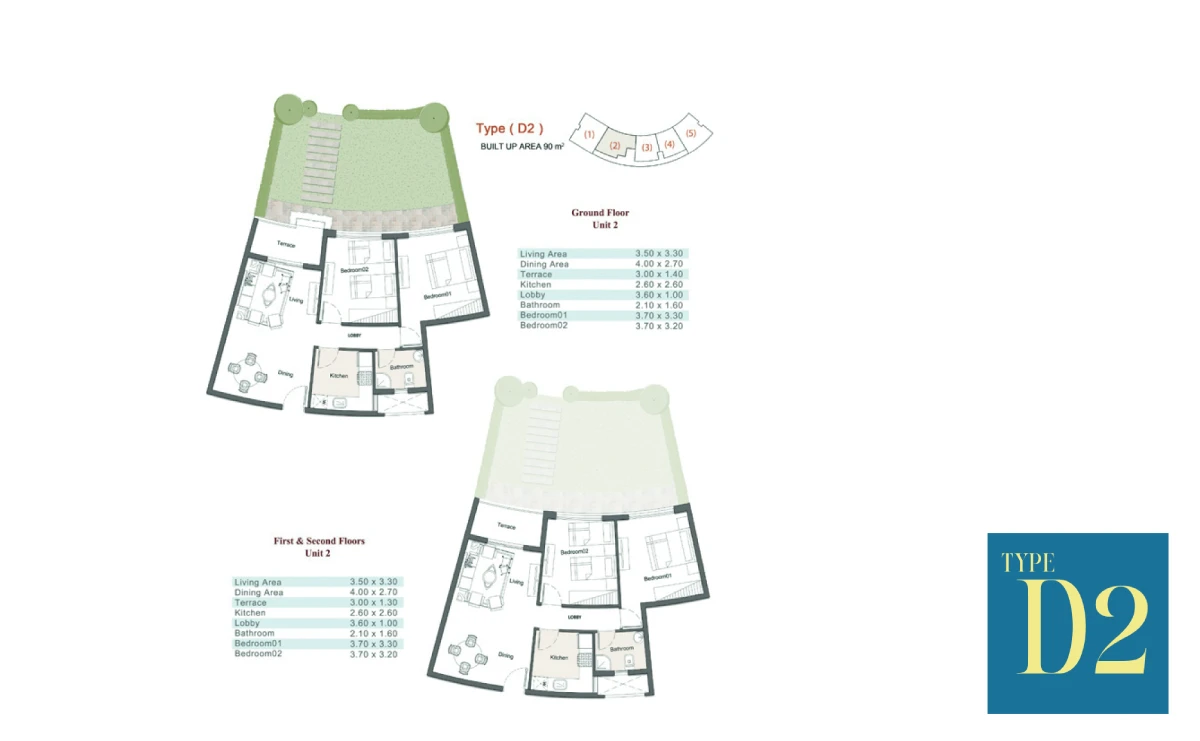 Type ( D2 )
BUILT UP AREA 90 m²
(1)
(2)
(3)
(4)
(5)
Ground Floor
Unit 2
Living Area 3.50 x 3.30
Dining Area 4.00 x 2.70
Terrace 3.00 x 1.40
Kitchen 2.60 x 2.60
Lobby 3.60 x 1.00
Bathroom 2.10 x 1.60
Bedroom01 3.70 x 3.30
Bedroom02 3.70 x 3.20
Terrace
Bedroom02
Bedroom01
Living
LOBBY
Dining
Kitchen
Bathroom
First & Second Floors
Unit 2
Living Area 3.50 x 3.30
Dining Area 4.00 x 2.70
Terrace 3.00 x 1.30
Kitchen 2.60 x 2.60
Lobby 3.60 x 1.00
Bathroom 2.10 x 1.60
Bedroom01 3.70 x 3.30
Bedroom02 3.70 x 3.20
Terrace
Bedroom02
Bedroom01
Living
LOBBY
Dining
Kitchen
Bathroom
TYPE
D2